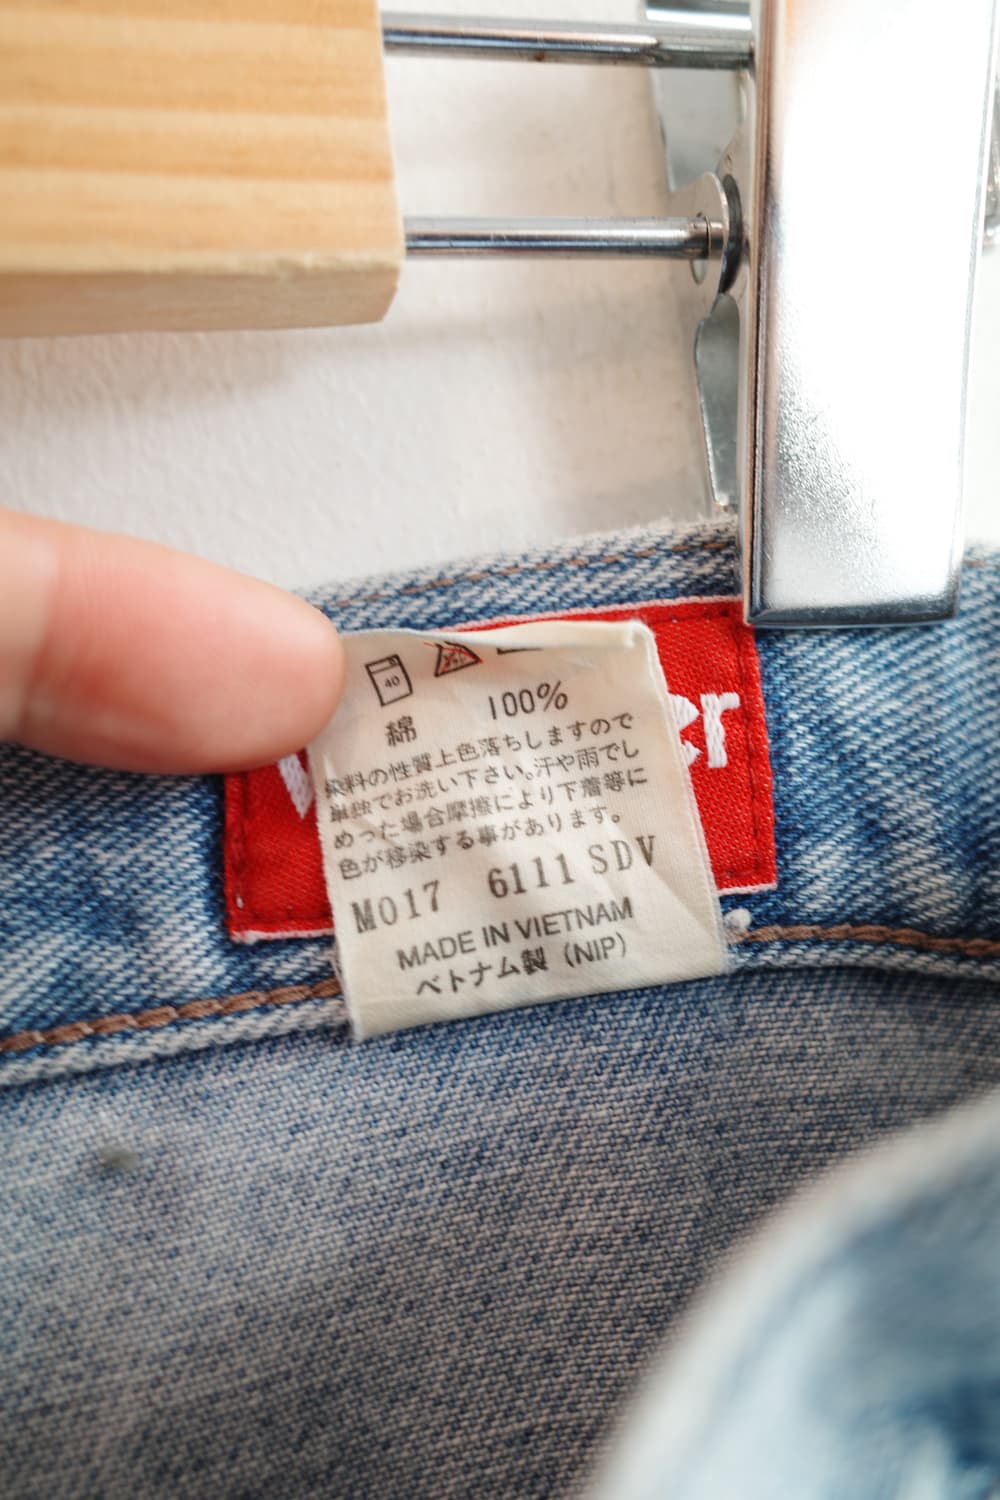 40
綿 100%
染料の性質上色落ちしますので
単独でお洗い下さい。汗や雨でし
めった場合摩擦により下着等に
色が移染する事があります。
M017 6111 SDV
MADE IN VIETNAM
ベトナム製 (NIP)
er